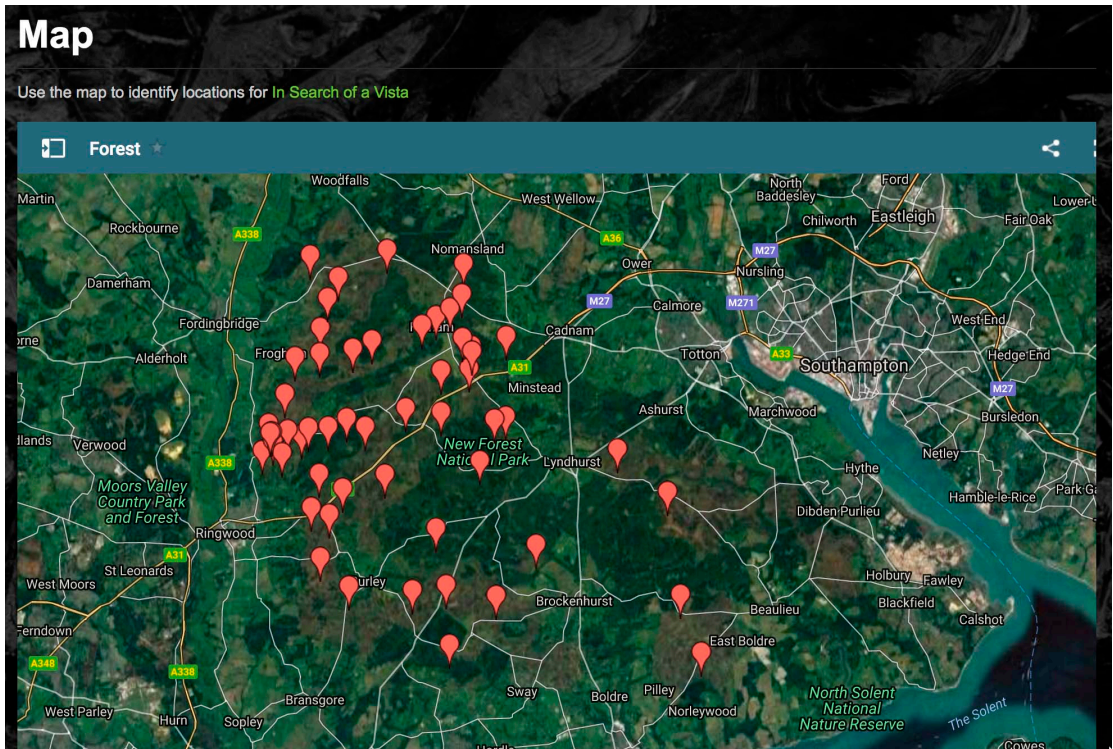 Map
Use the map to identify locations for In Search of a Vista
Forest
Woodfalls
North
Baddesley
Ford
Martin
West Wellow
Lower U
Chilworth
Eastleigh
Fair Oak
Rockbourne
A338
A36
Nomansland
M27
Ower
Nursling
Damerham
M27
M271
Calmore
Fordingbridge
West End
Cadnam
Alderholt
A33
Totton
Hedge End
A31
Southampton
Minstead
M27
Ashurst
Marchwood
Bursledon
Verwood
New Forest
National Park
Netley
A338
Lyndhurst
Hythe
Moors Valley
Country Park
and Forest
Hamble-le-Rice
Park G
Dibden Purlieu
Ringwood
A31
St Leonards
West Moors
Holbury
Fawley
Brockenhurst
Blackfield
Beaulieu
Calshot
Ferndown
East Boldre
A348
A338
Bransgore
Sway
Boldre
Pilley
North Solent
National
Nature Reserve
West Parley
Hurn
Sopley
Norleywood
The Solent
Cowes